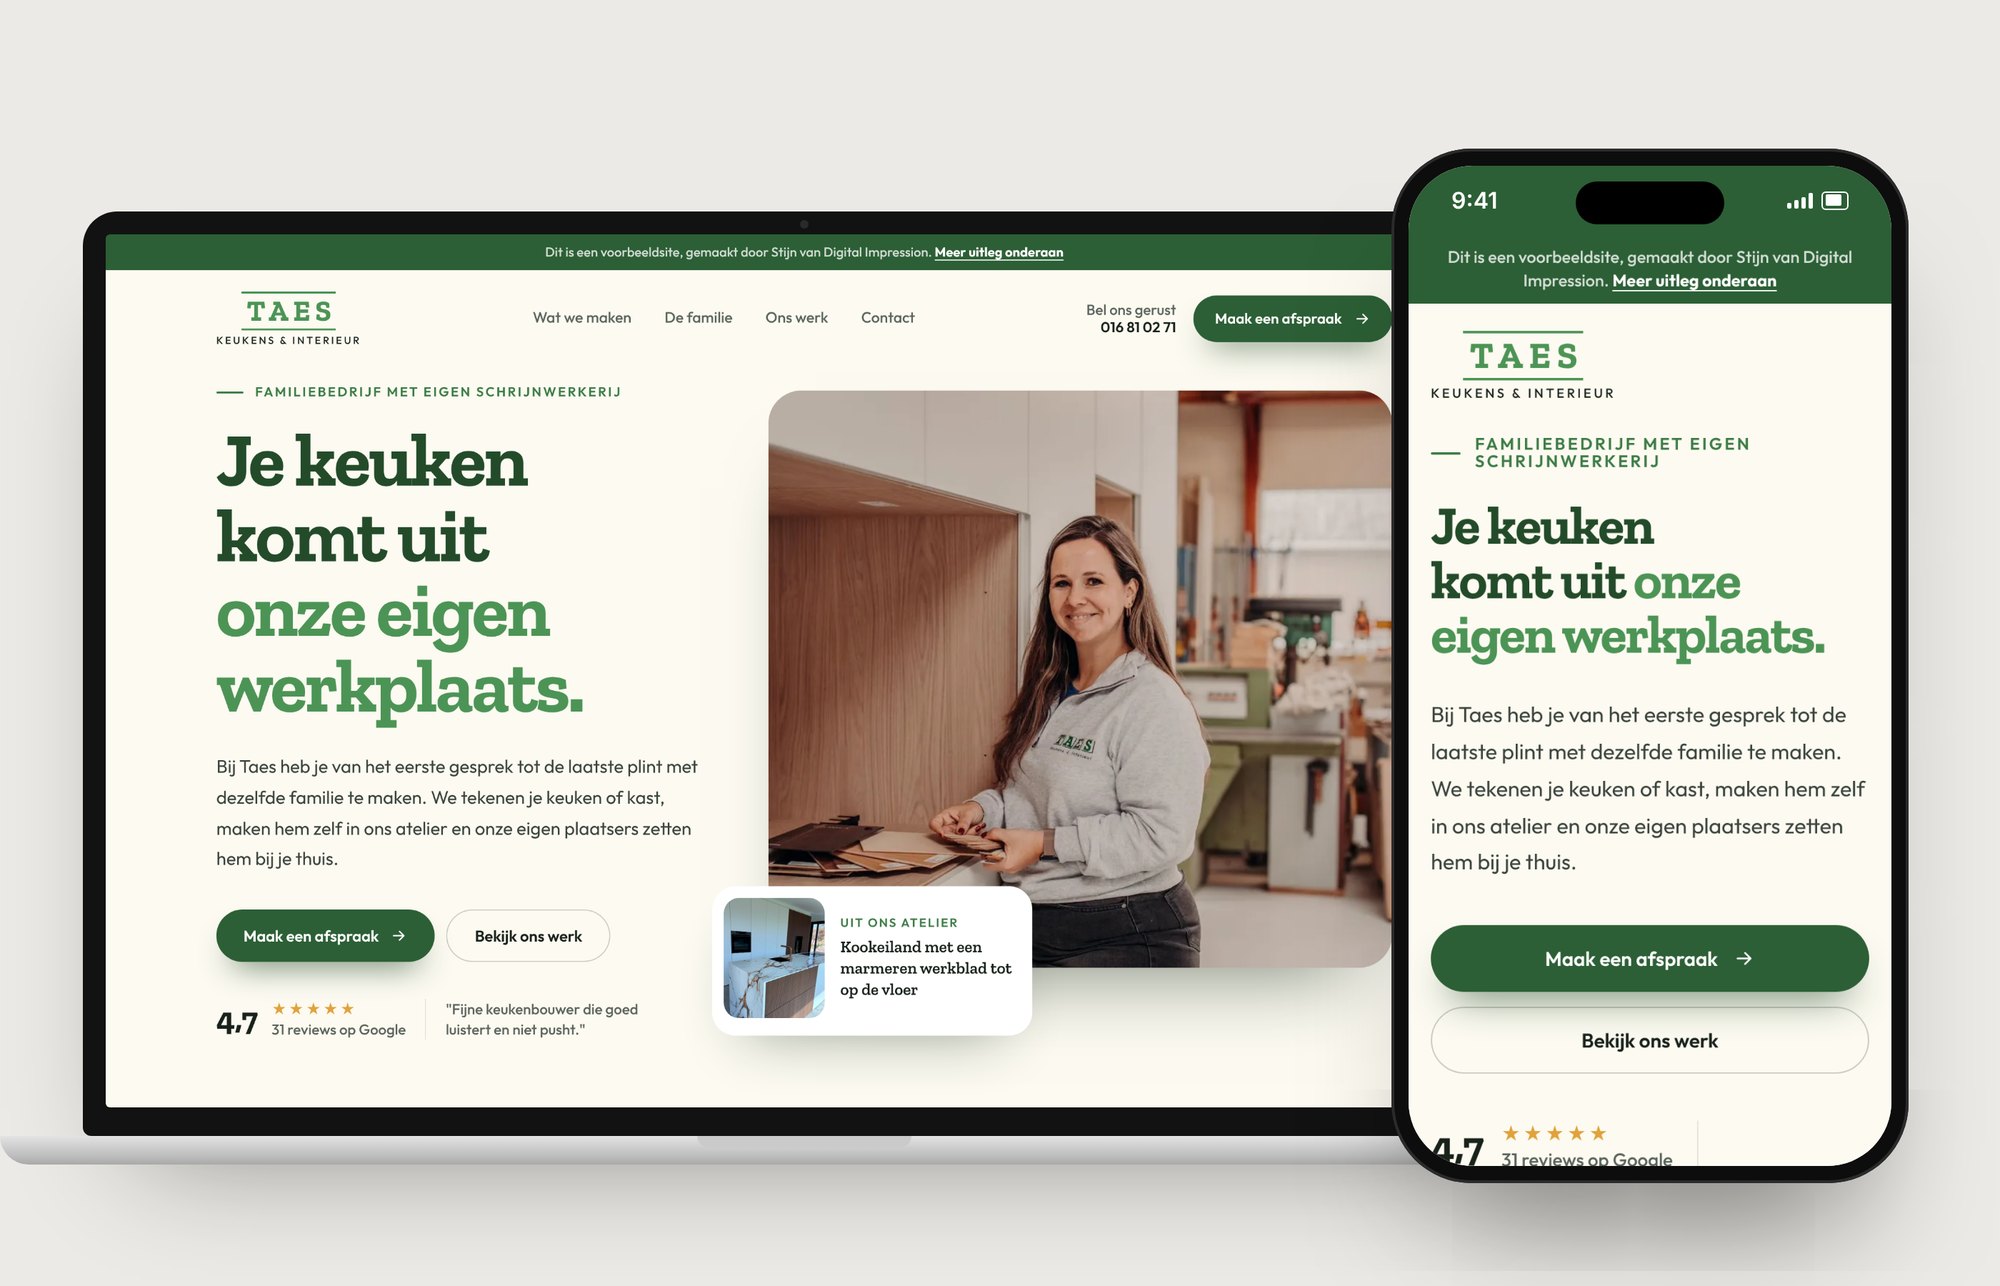 Dit is een voorbeeldsite, gemaakt door Stijn van Digital Impression. Meer uitleg onderaan
TAES
KEUKENS & INTERIEUR
Wat we maken
De familie
Ons werk
Contact
Bel ons gerust
016 81 02 71
Maak een afspraak
FAMILIEBEDRIJF MET EIGEN SCHRIJNWERKERIJ
Je keuken
komt uit
onze eigen
werkplaats.
Bij Taes heb je van het eerste gesprek tot de laatste plint met
dezelfde familie te maken. We tekenen je keuken of kast,
maken hem zelf in ons atelier en onze eigen plaatsers zetten
hem bij je thuis.
Maak een afspraak
Bekijk ons werk
4,7
31 reviews op Google
"Fijne keukenbouwer die goed
luistert en niet pusht."
TAES
UIT ONS ATELIER
Kookeiland met een
marmeren werkblad tot
op de vloer
9:41
Dit is een voorbeeldsite, gemaakt door Stijn van Digital
Impression. Meer uitleg onderaan
TAES
KEUKENS & INTERIEUR
FAMILIEBEDRIJF MET EIGEN
SCHRIJNWERKERIJ
Je keuken
komt uit onze
eigen werkplaats.
Bij Taes heb je van het eerste gesprek tot de
laatste plint met dezelfde familie te maken.
We tekenen je keuken of kast, maken hem zelf
in ons atelier en onze eigen plaatsers zetten
hem bij je thuis.
Maak een afspraak
Bekijk ons werk
4,7
31 reviews op Google